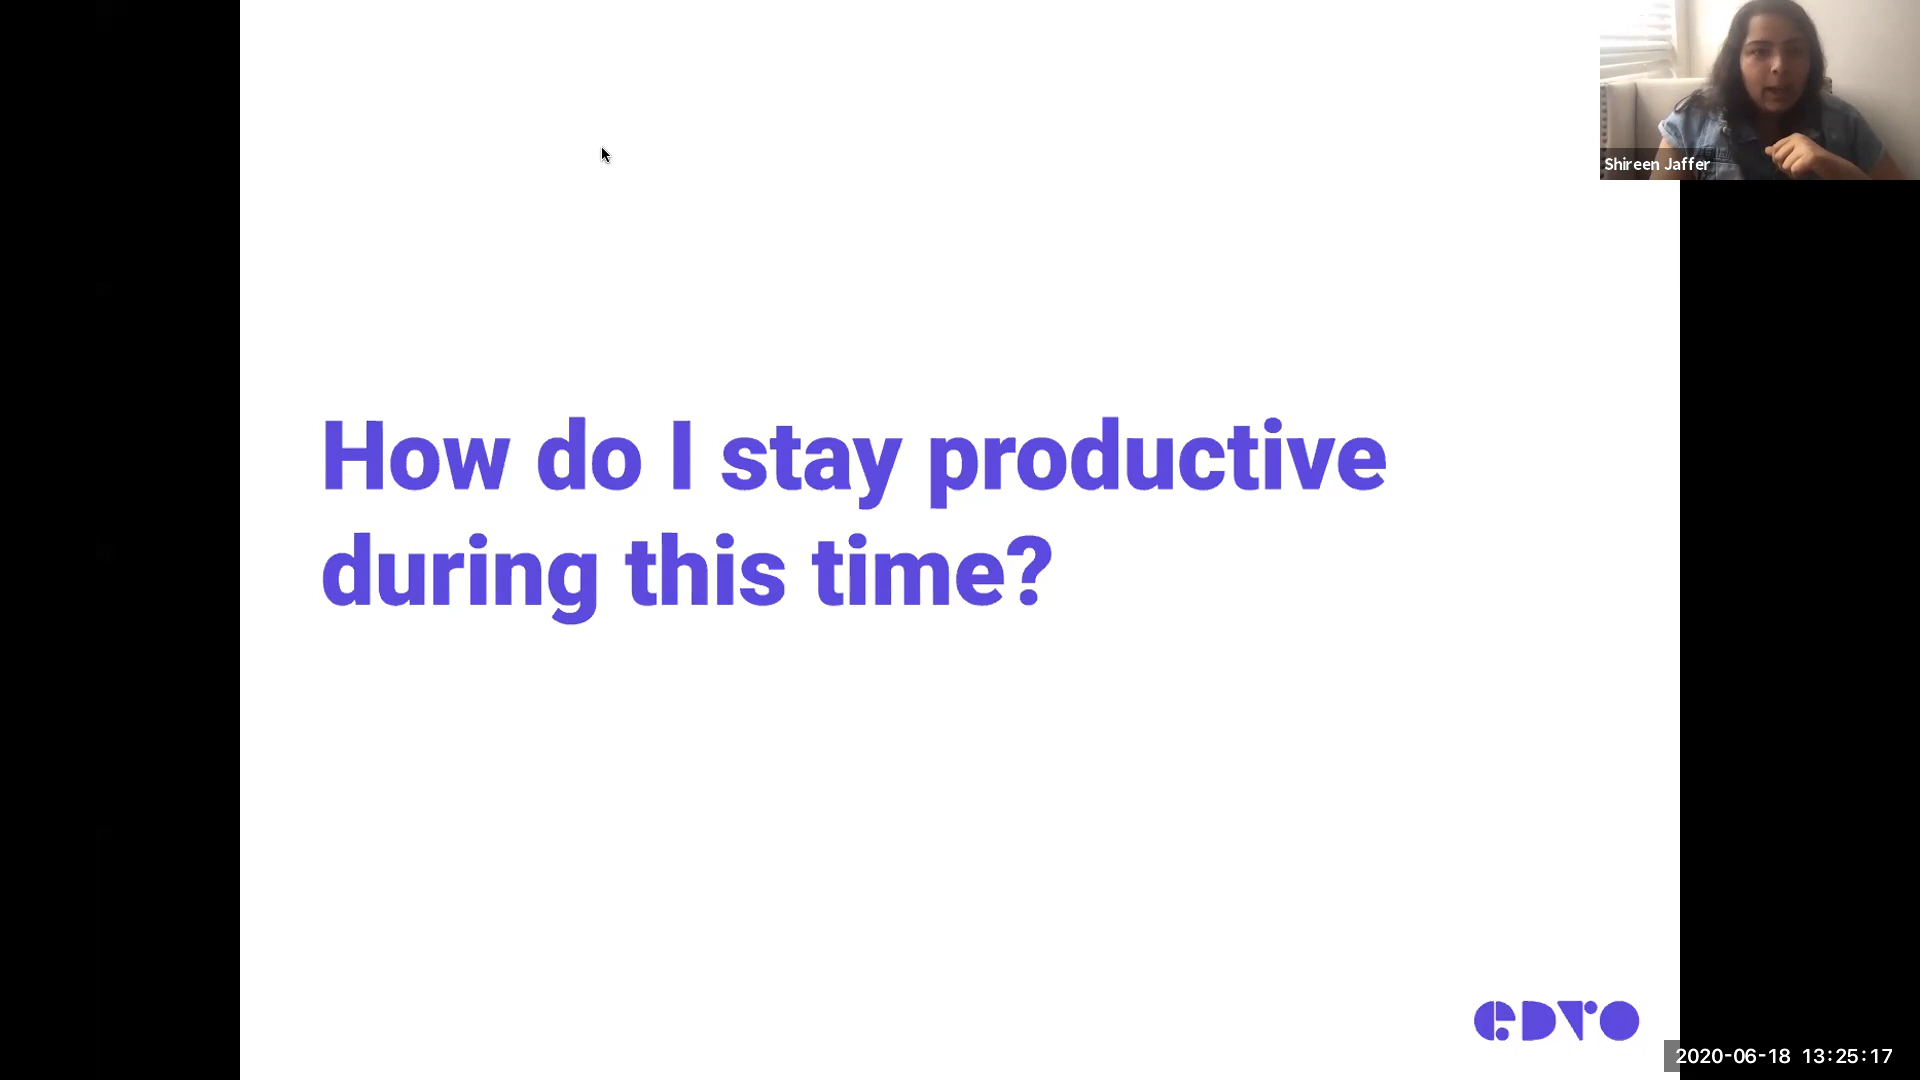 Shireen Jaffer
How do I stay productive
during this time?
EDVO
2020-06-18 13:25:17